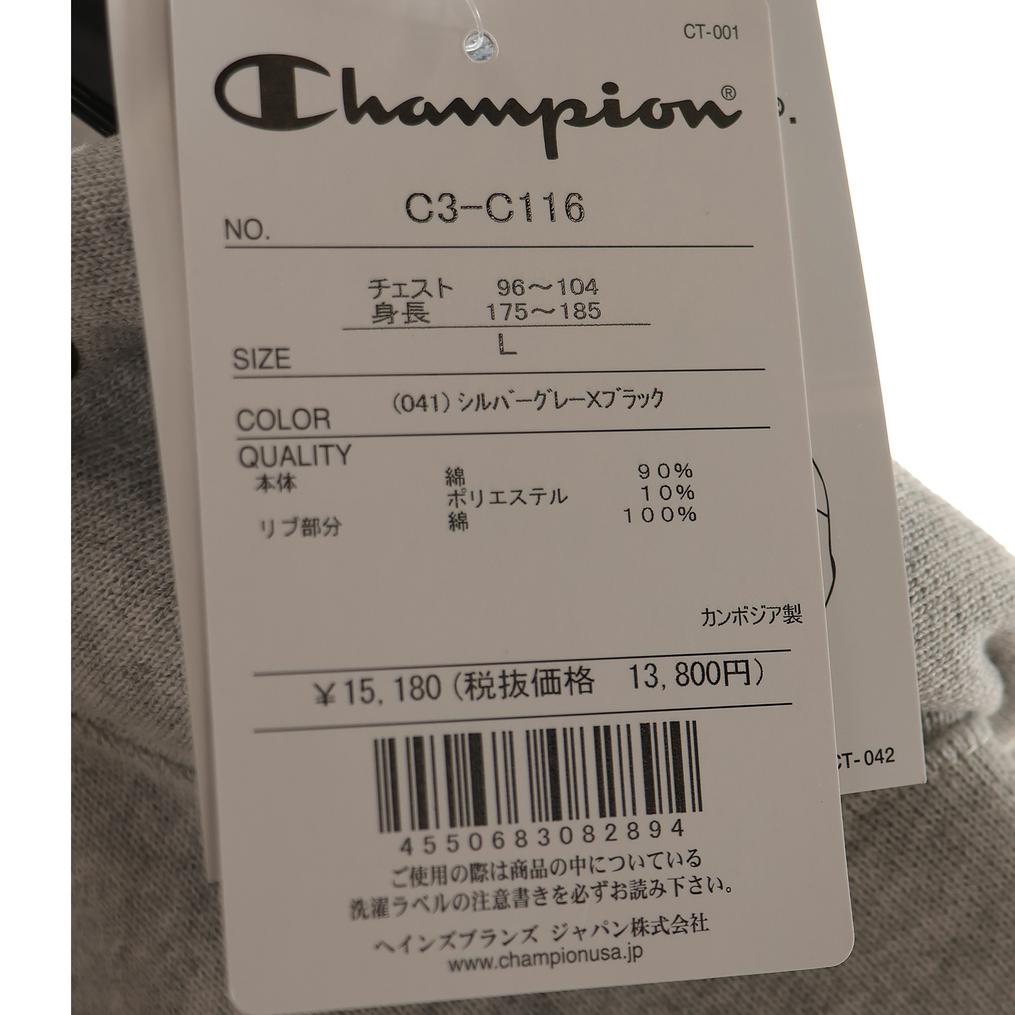 CT-001
Champion®
NO. C3-C116
チェスト 96～104
身長 175～185
SIZE L
COLOR (041)シルバーグレーXブラック
QUALITY
本体 綿 90%
ポリエステル 10%
リブ部分 綿 100%
カンボジア製
¥15,180(税抜価格 13,800円)
4550683082894
ご使用の際は商品の中についている
洗濯ラベルの注意書きを必ずお読み下さい。
ヘインズブランズ ジャパン株式会社
www.championusa.jp
CT-042